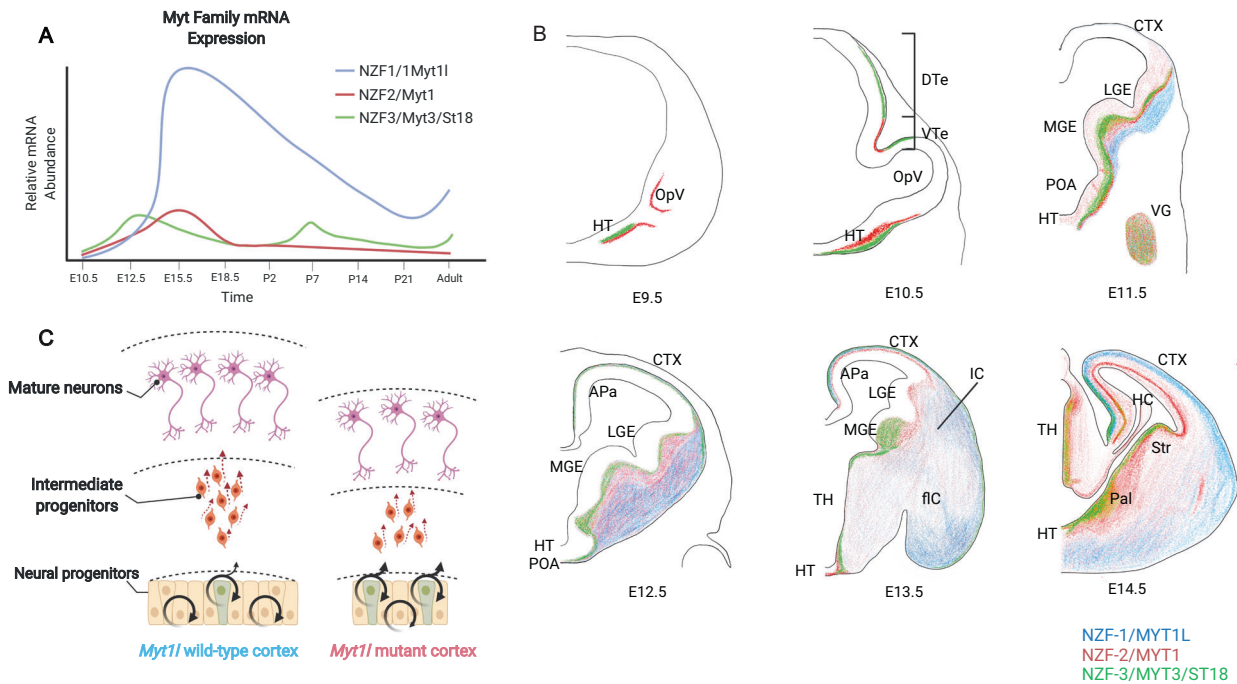 Myt Family mRNA
Expression
A
NZF1/1Myt1l
NZF2/Myt1
NZF3/Myt3/St18
Relative mRNA
Abundance
E10.5 E12.5 E15.5 E18.5 P2 P7 P14 P21 Adult
Time
B
OpV
HT
E9.5
DTe
VTe
OpV
HT
E10.5
CTX
LGE
MGE
POA
HT
VG
E11.5
C
Mature neurons
Intermediate
progenitors
Neural progenitors
Myt1l wild-type cortex
Myt1l mutant cortex
CTX
APa
LGE
MGE
HT
POA
E12.5
CTX
APa
LGE
IC
MGE
TH
flC
HT
E13.5
CTX
HC
TH
Str
Pal
HT
E14.5
NZF-1/MYT1L
NZF-2/MYT1
NZF-3/MYT3/ST18